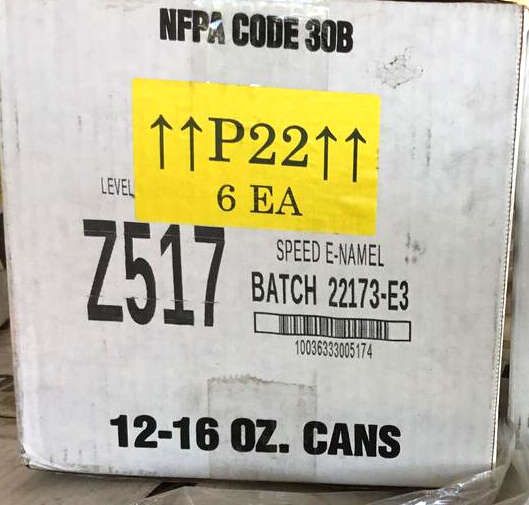 NFPA CODE 30B
↑↑P22↑↑
6 EA
LEVEL
Z517
SPEED E-NAMEL
BATCH 22173-E3
10036333005174
12-16 OZ. CANS